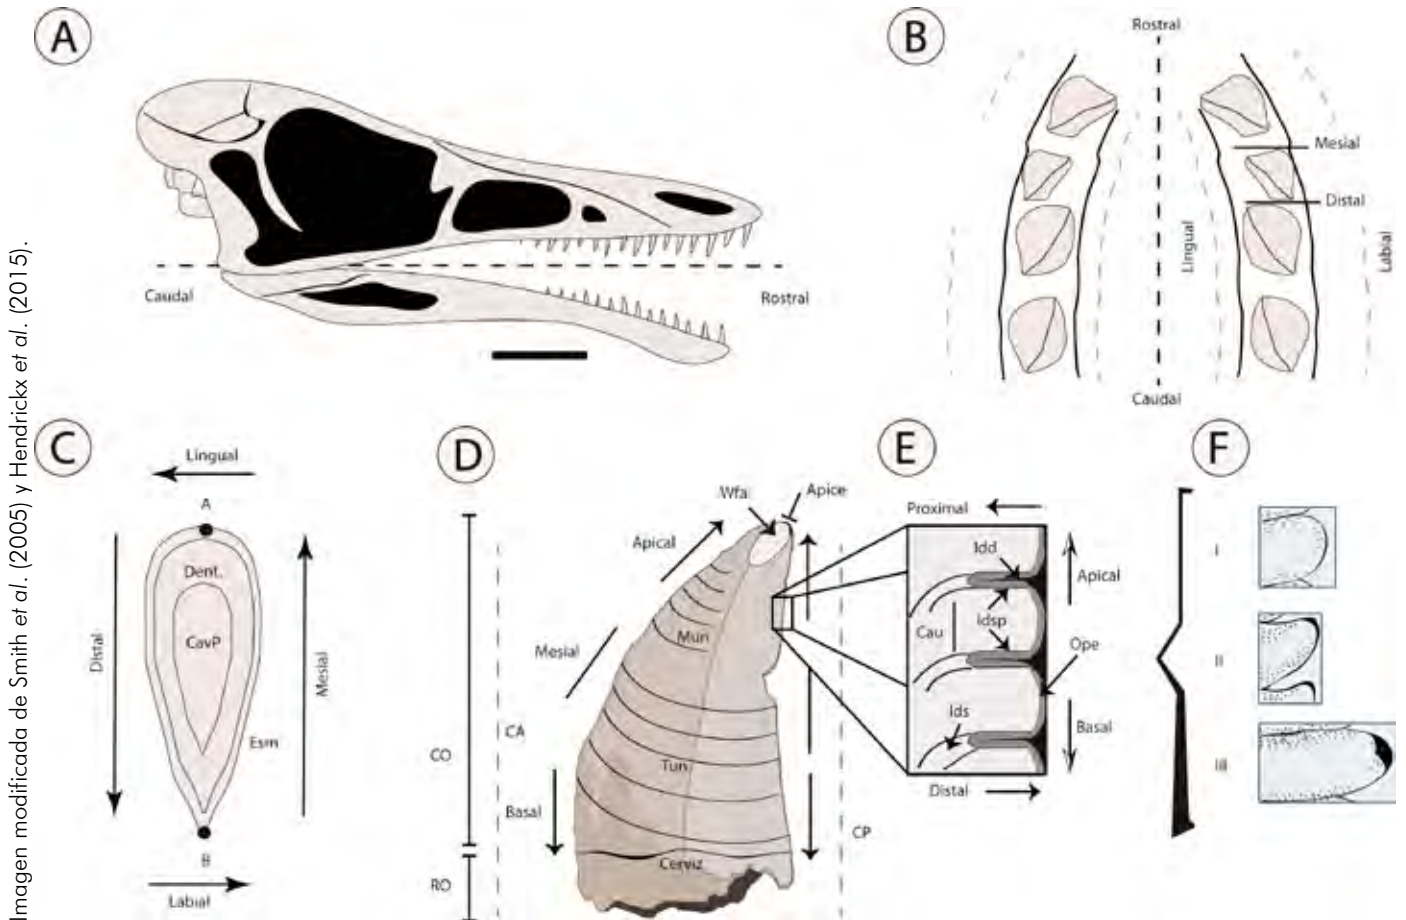 Imagen modificada de Smith et al. (2005) y Hendrickx et al. (2015).
A
Caudal
Rostral
B
Rostral
Mesial
Distal
Lingual
Labial
Caudal
C
Lingual
A
Dent.
CavP
Distal
Mesial
Esm
B
Labial
D
Wfa
Apice
Apical
Mun
Mesial
CA
CO
Tun
Basal
CP
Cerviz
RO
E
Proximal
Idd
Apical
Idsp
Cau
Ope
Ids
Basal
Distal
F
I
II
III